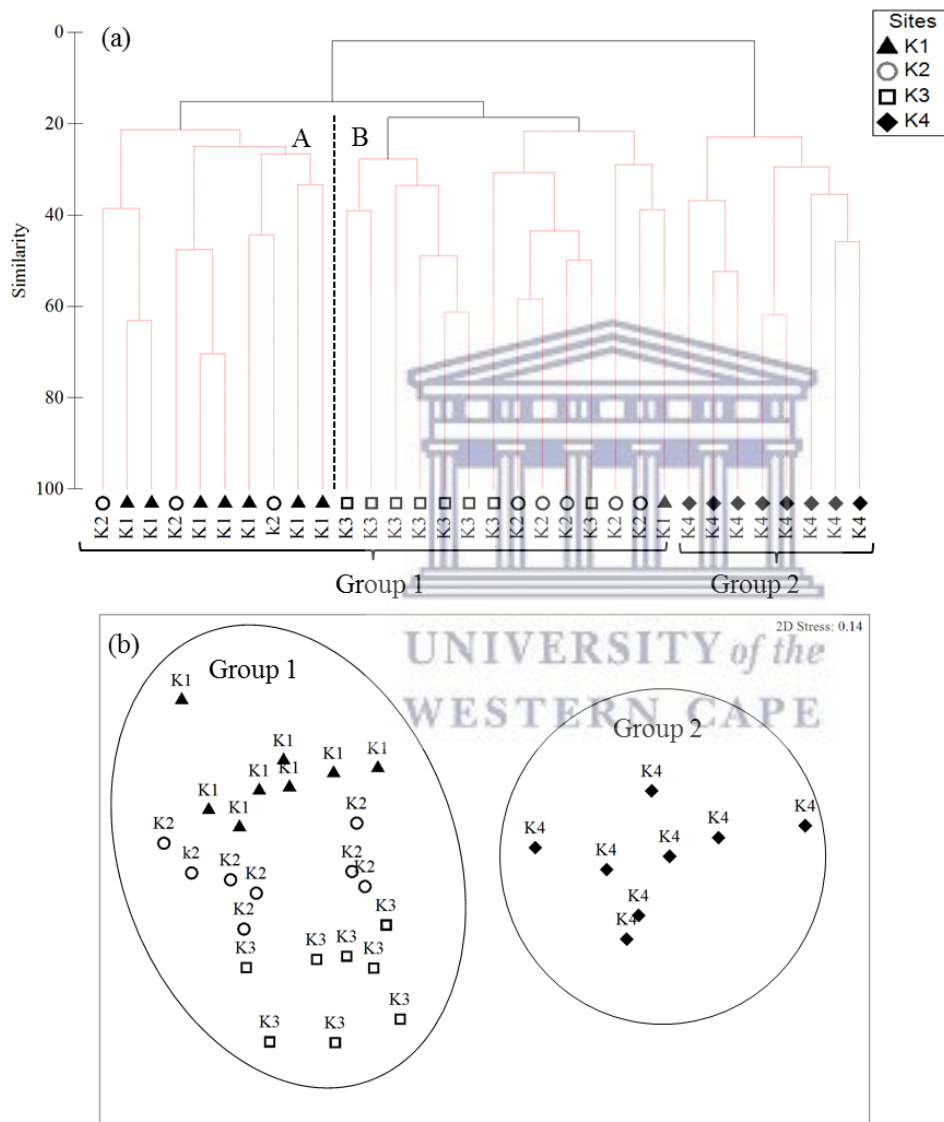 (a)
Sites
K1
K2
K3
K4
Similarity
0
20
40
60
80
100
A B
K2 K1 K1 K2 K1 K1 K1 k2 K1 K1 K3 K3 K3 K3 K3 K3 K3 K2 K2 K2 K3 K2 K2 K1 K4 K4 K4 K4 K4 K4 K4 K4
Group 1 Group 2
(b)
2D Stress: 0.14
UNIVERSITY of the
WESTERN CAPE
Group 1
Group 2
K1
K1 K1 K1
K1 K1
K1 K1
K2 K2
k2 K2 K2 K2 K2
K2
K3 K3 K3 K3 K3
K3 K3 K3
K4
K4 K4 K4
K4 K4
K4
K4